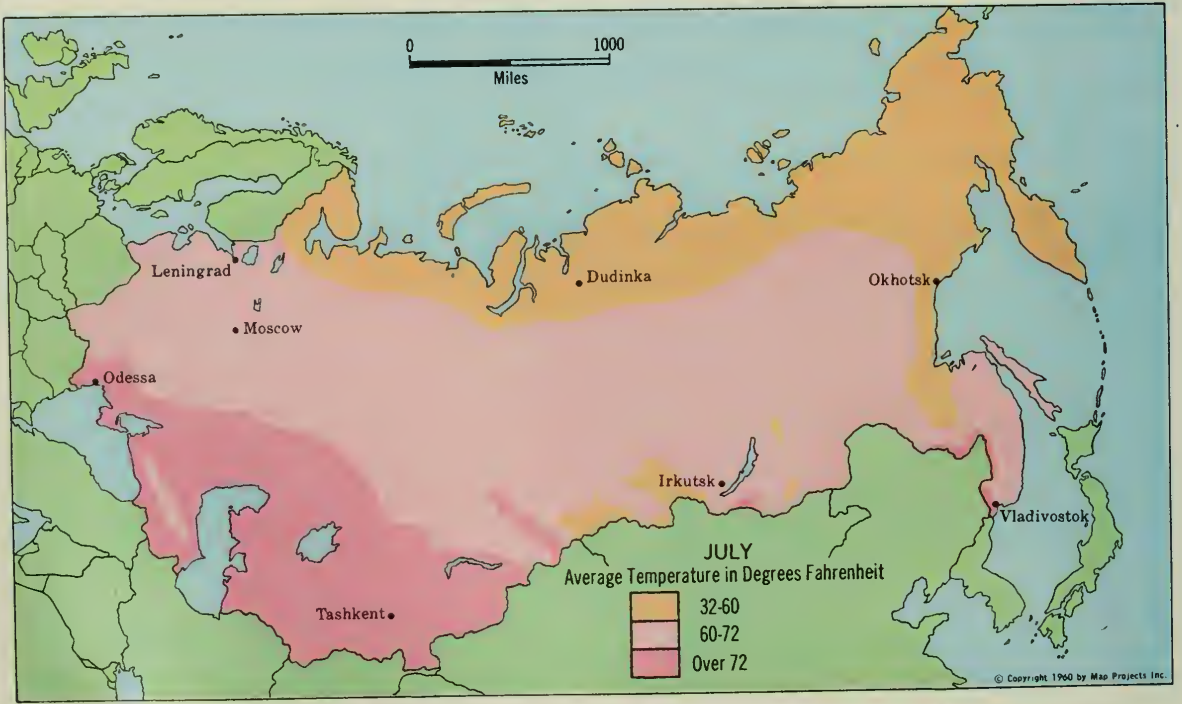 0 1000
Miles
Leningrad
Dudinka
Okhotsk
Moscow
Odessa
Irkutsk
Vladivostok
JULY
Average Temperature in Degrees Fahrenheit
32-60
60-72
Over 72
Tashkent
© Copyright 1960 by Map Projects Inc.